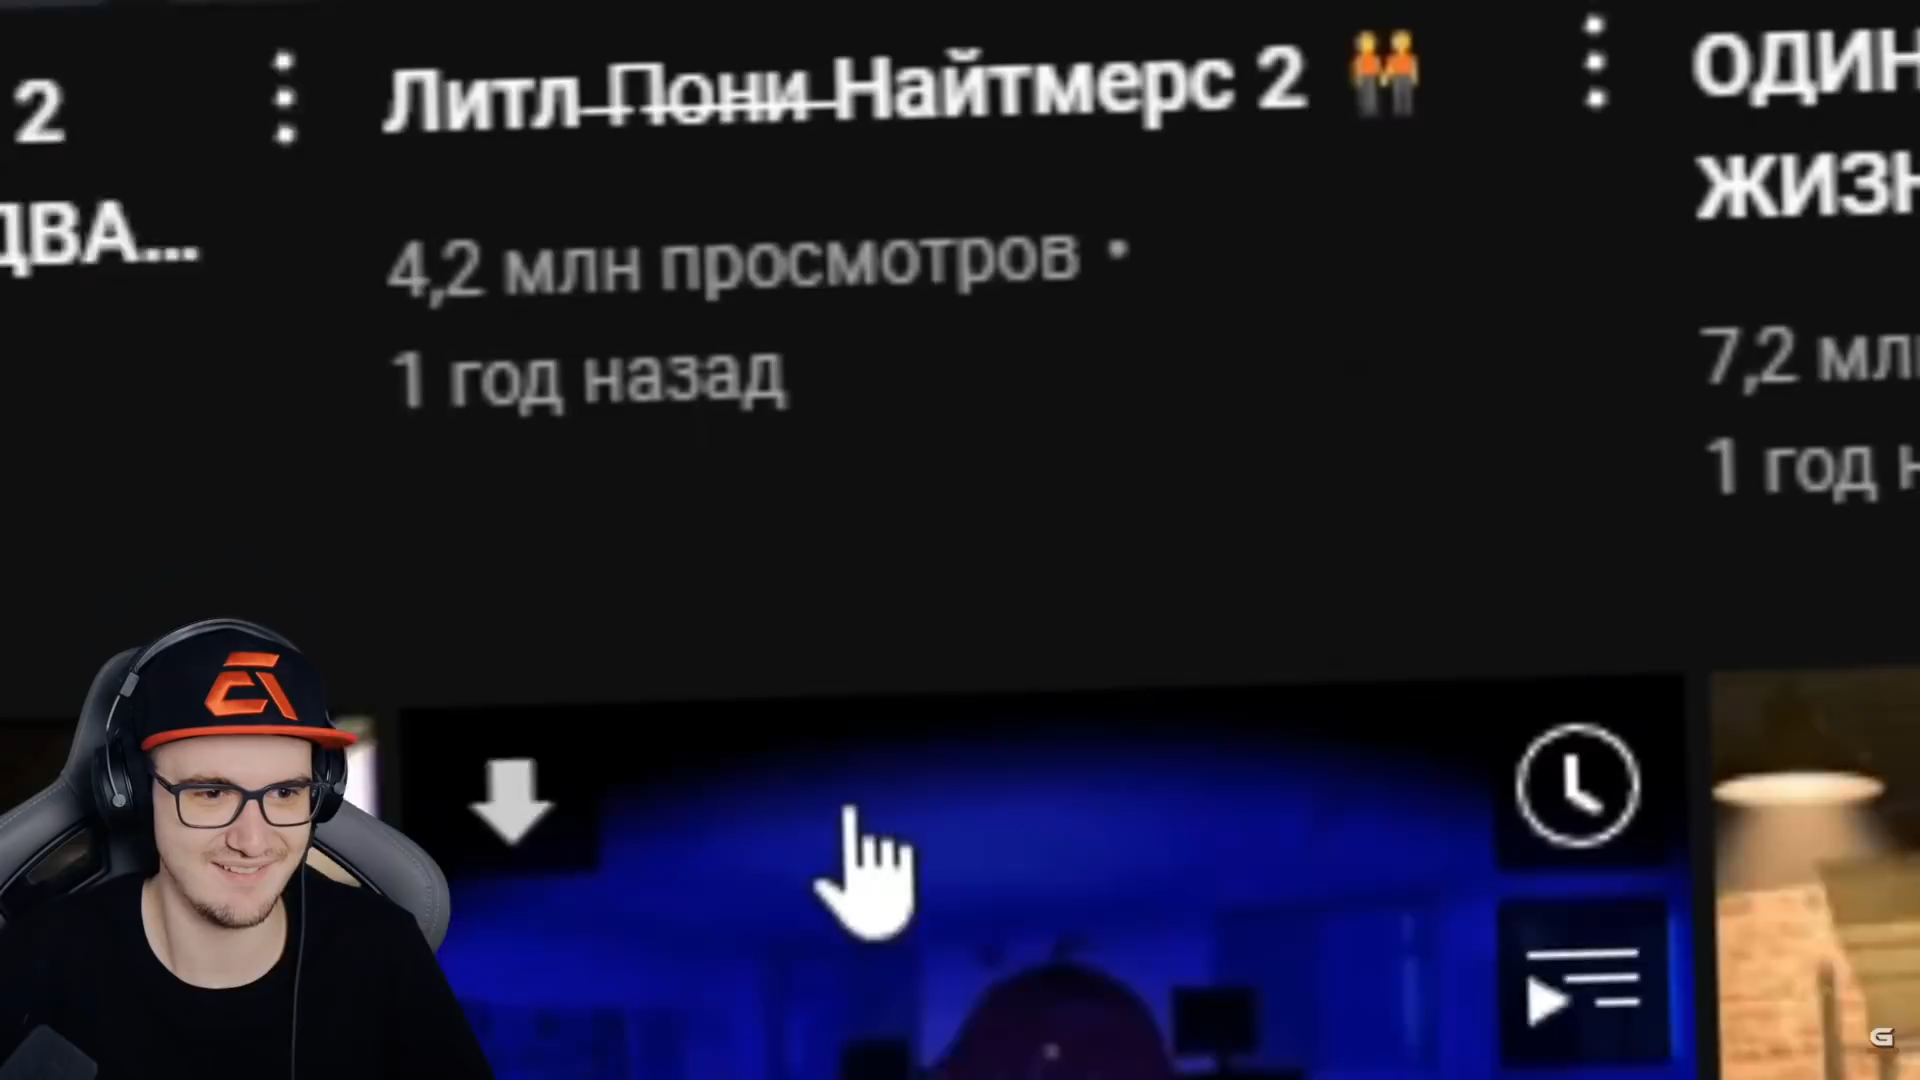 2
ДВА...
Литл Пони Найтмерс 2
4,2 млн просмотров •
1 год назад
ОДИН
ЖИЗН
7,2 млн
1 год н
G